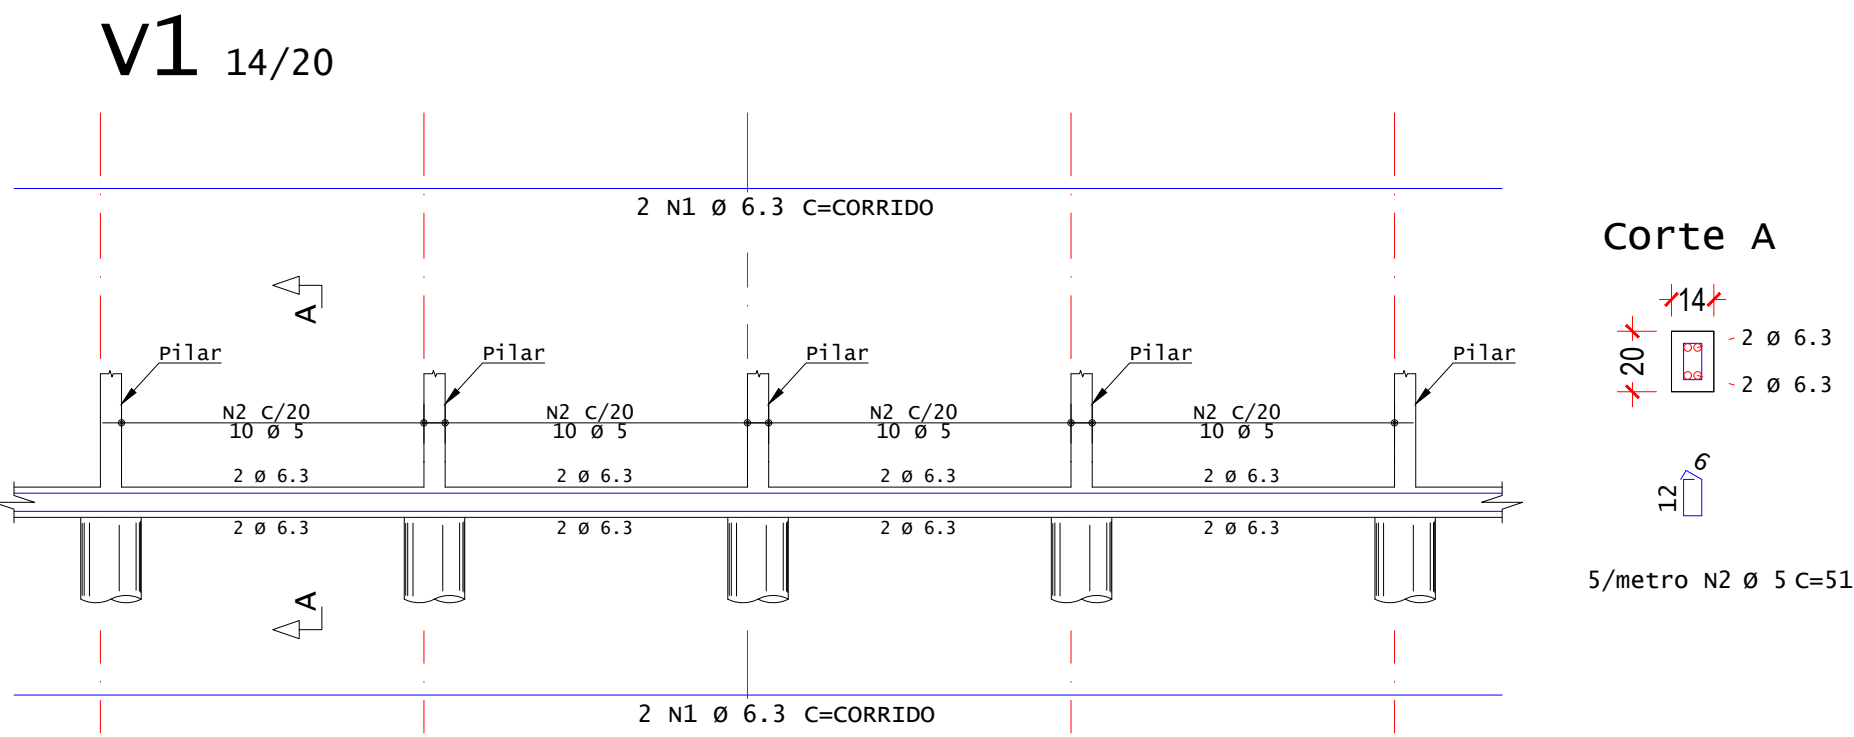 V1 14/20
2 N1 Ø 6.3 C=CORRIDO
A
Pilar Pilar Pilar Pilar Pilar
N2 C/20 N2 C/20 N2 C/20 N2 C/20
10 Ø 5 10 Ø 5 10 Ø 5 10 Ø 5
2 Ø 6.3 2 Ø 6.3 2 Ø 6.3 2 Ø 6.3
2 Ø 6.3 2 Ø 6.3 2 Ø 6.3 2 Ø 6.3
A
2 N1 Ø 6.3 C=CORRIDO
Corte A
14
20
2 Ø 6.3
2 Ø 6.3
6
12
5/metro N2 Ø 5 C=51